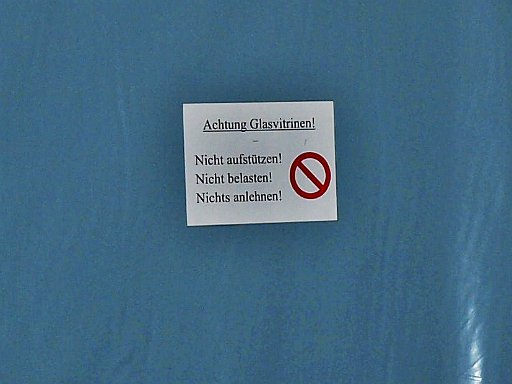 Achtung Glasvitrinen!
Nicht aufstützen!
Nicht belasten!
Nichts anlehnen!